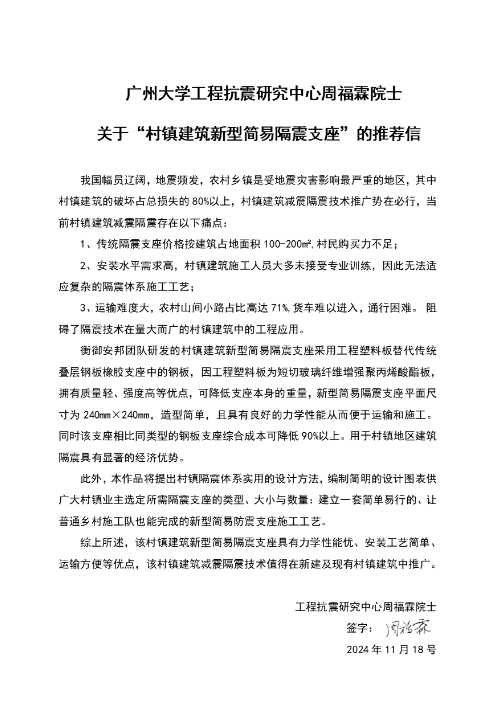 广州大学工程抗震研究中心周福霖院士
关于“村镇建筑新型简易隔震支座”的推荐信
我国幅员辽阔，地震频发，农村乡镇是受地震灾害影响最严重的地区，其中
村镇建筑的破坏占总损失的80%以上，村镇建筑减震隔震技术推广势在必行，当
前村镇建筑减震隔震存在以下痛点：
1、传统隔震支座价格按建筑占地面积100-200㎡,村民购买力不足；
2、安装水平需求高，村镇建筑施工人员大多未接受专业训练，因此无法适
应复杂的隔震体系施工工艺；
3、运输难度大，农村山间小路占比高达71%,货车难以进入，通行困难。 阻
碍了隔震技术在量大而广的村镇建筑中的工程应用。
衡御安邦团队研发的村镇建筑新型简易隔震支座采用工程塑料板替代传统
叠层钢板橡胶支座中的钢板，因工程塑料板为短切玻璃纤维增强聚丙烯酸酯板，
拥有质量轻、强度高等优点，可降低支座本身的重量，新型简易隔震支座平面尺
寸为240mm×240mm，造型简单，且具有良好的力学性能从而便于运输和施工。
同时该支座相比同类型的钢板支座综合成本可降低90%以上。用于村镇地区建筑
隔震具有显著的经济优势。
此外，本作品将提出村镇隔震体系实用的设计方法，编制简明的设计图表供
广大村镇业主选定所需隔震支座的类型、大小与数量：建立一套简单易行的、让
普通乡村施工队也能完成的新型简易防震支座施工工艺。
综上所述，该村镇建筑新型简易隔震支座具有力学性能优、安装工艺简单、
运输方便等优点，该村镇建筑减震隔震技术值得在新建及现有村镇建筑中推广。
工程抗震研究中心周福霖院士
签字：周福霖
2024年11月18号